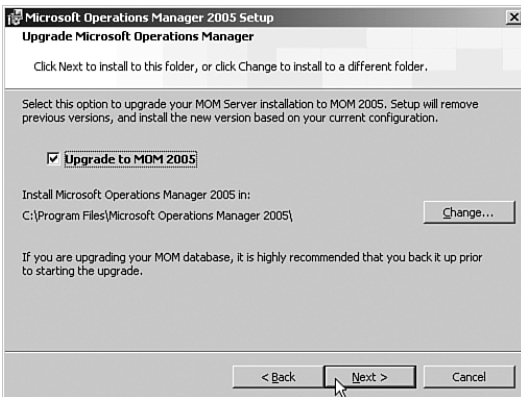 Microsoft Operations Manager 2005 Setup
Upgrade Microsoft Operations Manager
Click Next to install to this folder, or click Change to install to a different folder.
Select this option to upgrade your MOM Server installation to MOM 2005. Setup will remove
previous versions, and install the new version based on your current configuration.
Upgrade to MOM 2005
Install Microsoft Operations Manager 2005 in:
C:\Program Files\Microsoft Operations Manager 2005\
Change...
If you are upgrading your MOM database, it is highly recommended that you back it up prior
to starting the upgrade.
< Back
Next >
Cancel